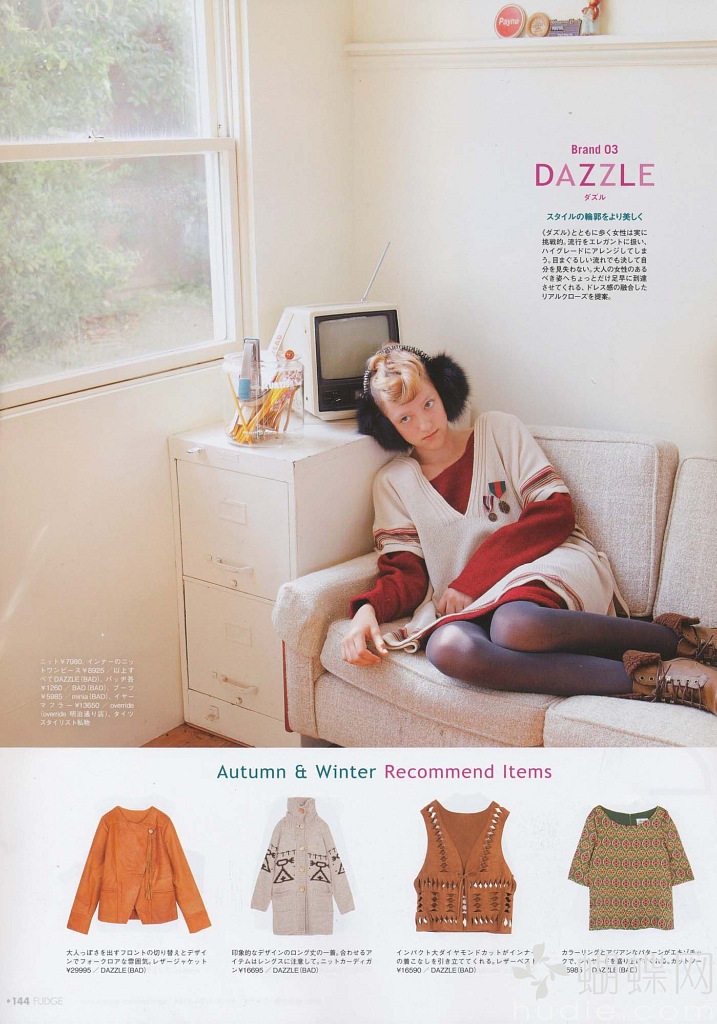 Payne
Brand 03
DAZZLE
ダズル
スタイルの輪郭をより美しく
《ダズル》とともに歩く女性は実に
挑戦的。流行をエレガントに扱い、
ハイグレードにアレンジしてしま
う。目まぐるしい流れでも決して自
分を見失わない。大人の女性のある
べき姿へちょっとだけ足早に到達
させてくれる、ドレス感の融合した
リアルクローズを提案。
ニット¥7980、インナーのニッ
トワンピース¥8925／以上す
べてDAZZLE(BAD)、バッヂ各
¥1260／BAD(BAD)、ブーツ
¥5985／minia(BAD)、イヤー
マフラー¥13650／override
(override 明治通り店)、タイツ
スタイリスト私物
Autumn & Winter Recommend Items
大人っぽさを出すフロントの切り替えとデザイ
ンでフォークロアな雰囲気。レザージャケット
¥29995／DAZZLE(BAD)
印象的なデザインのロング丈の一着。合わせるア
イテムはレングスに注意して。ニットカーディガ
ン¥16695／DAZZLE(BAD)
インパクト大ダイヤモンドカットがインナー
の着こなしを引き立ててくれる。レザーベスト
¥16590／DAZZLE(BAD)
カラーリングとアジアンなパターンがエキゾチッ
5985／DAZZLE(BAD)
144 FUDGE
蝴蝶网
hudie.com